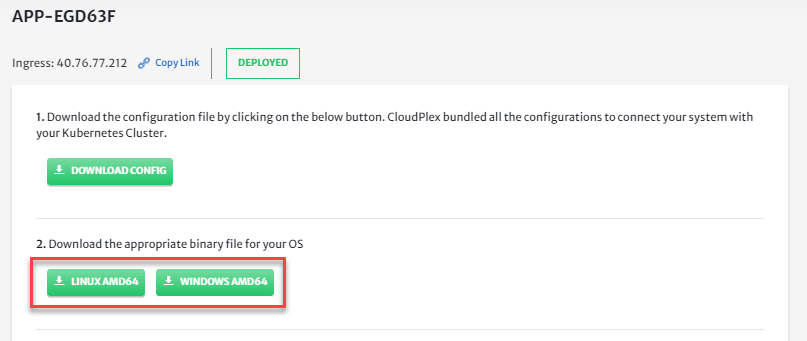 APP-EGD63F
Ingress: 40.76.77.212 Copy Link DEPLOYED
1. Download the configuration file by clicking on the below button. CloudPlex bundled all the configurations to connect your system with
your Kubernetes Cluster.
DOWNLOAD CONFIG
2. Download the appropriate binary file for your OS
LINUX AMD64 WINDOWS AMD64